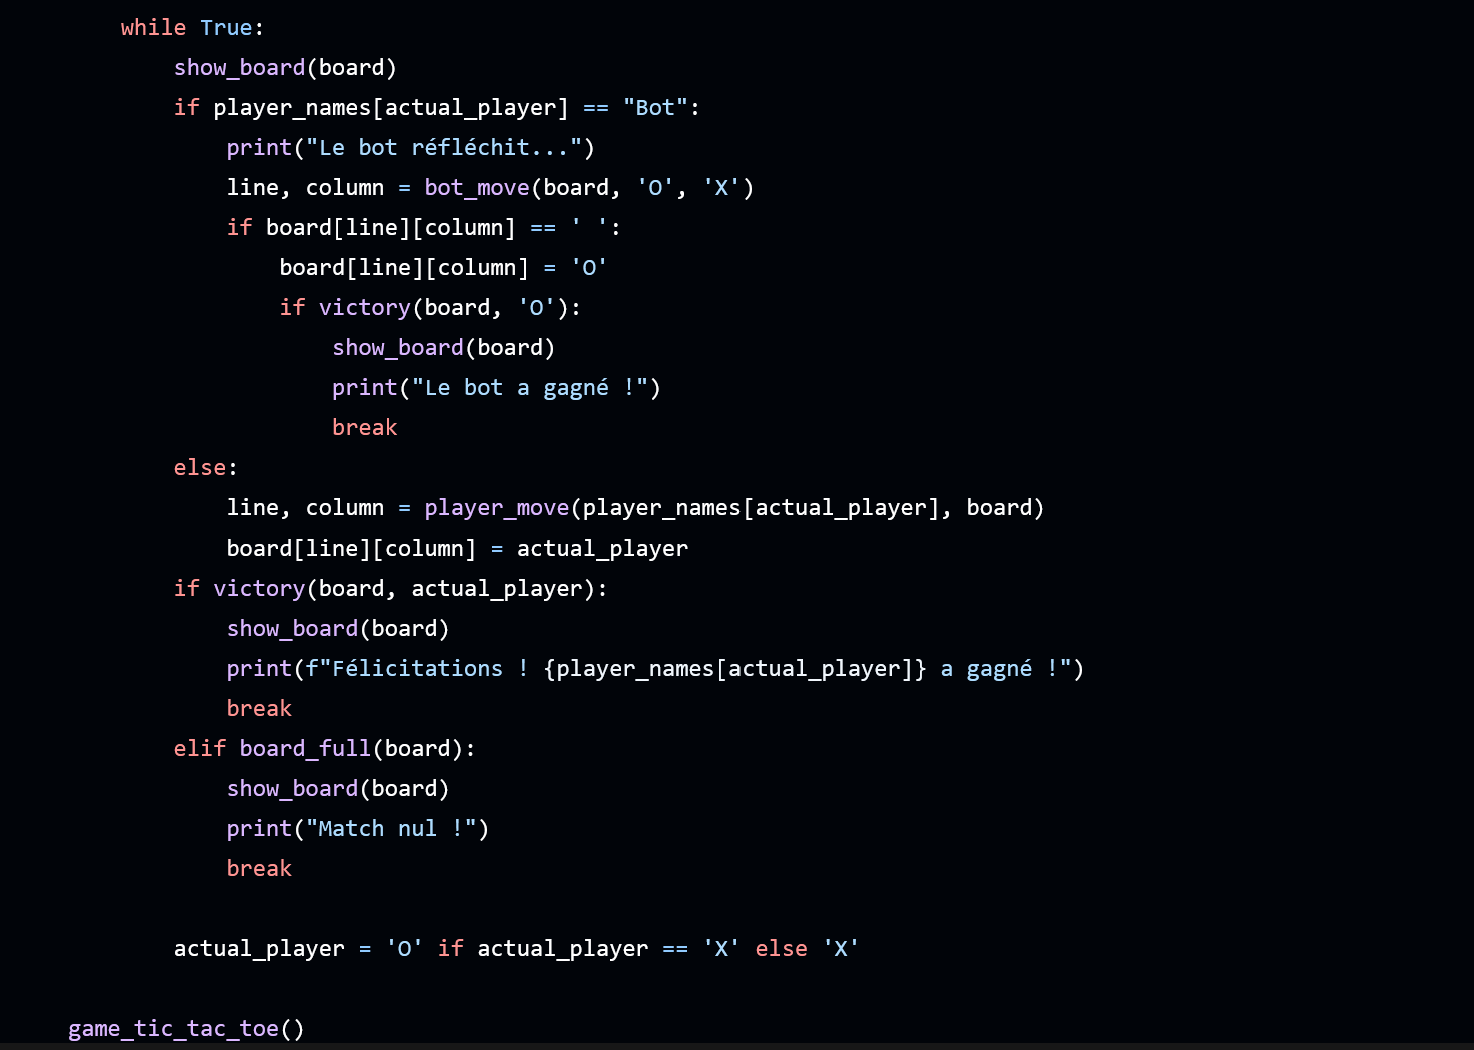 while True:
show_board(board)
if player_names[actual_player] == "Bot":
print("Le bot réfléchit...")
line, column = bot_move(board, 'O', 'X')
if board[line][column] == ' ':
board[line][column] = 'O'
if victory(board, 'O'):
show_board(board)
print("Le bot a gagné !")
break
else:
line, column = player_move(player_names[actual_player], board)
board[line][column] = actual_player
if victory(board, actual_player):
show_board(board)
print(f"Félicitations ! {player_names[actual_player]} a gagné !")
break
elif board_full(board):
show_board(board)
print("Match nul !")
break
actual_player = 'O' if actual_player == 'X' else 'X'
game_tic_tac_toe()